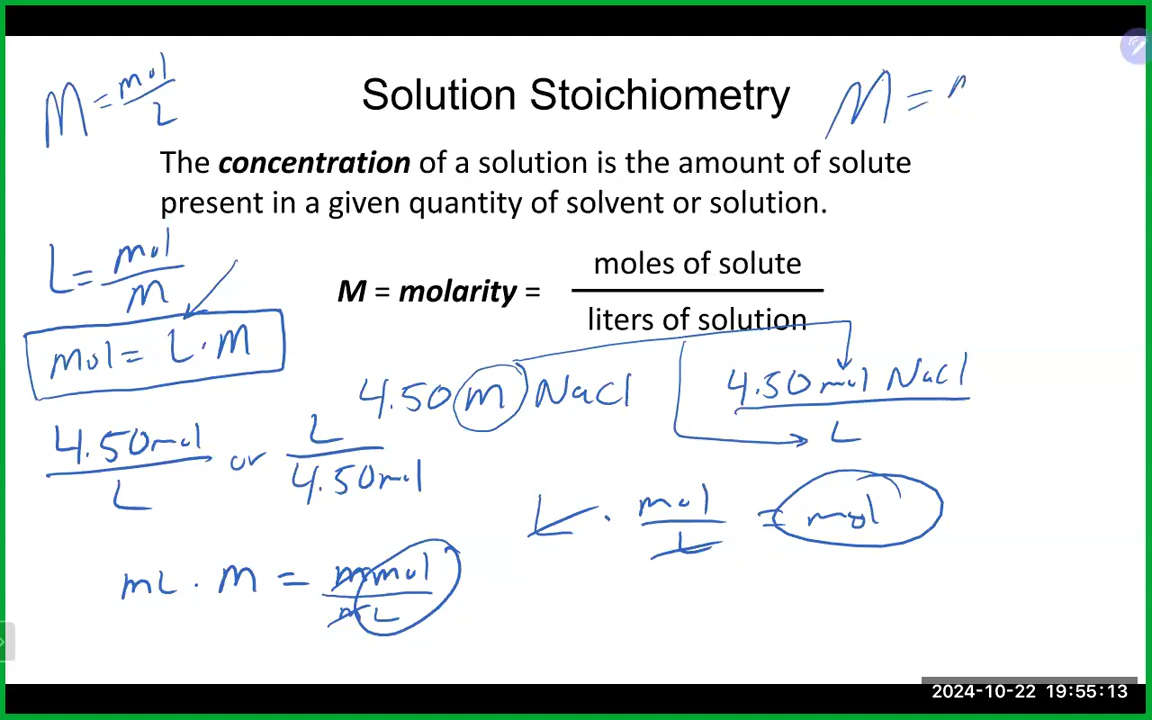 M = mol / L
Solution Stoichiometry
M =
The concentration of a solution is the amount of solute
present in a given quantity of solvent or solution.
L = mol / M
M = molarity = moles of solute / liters of solution
mol = L · M
4.50 m NaCl
4.50 mol NaCl / L
4.50 mol / L or L / 4.50 mol
L · mol / L = mol
mL · M = mmol / mL
2024-10-22 19:55:13